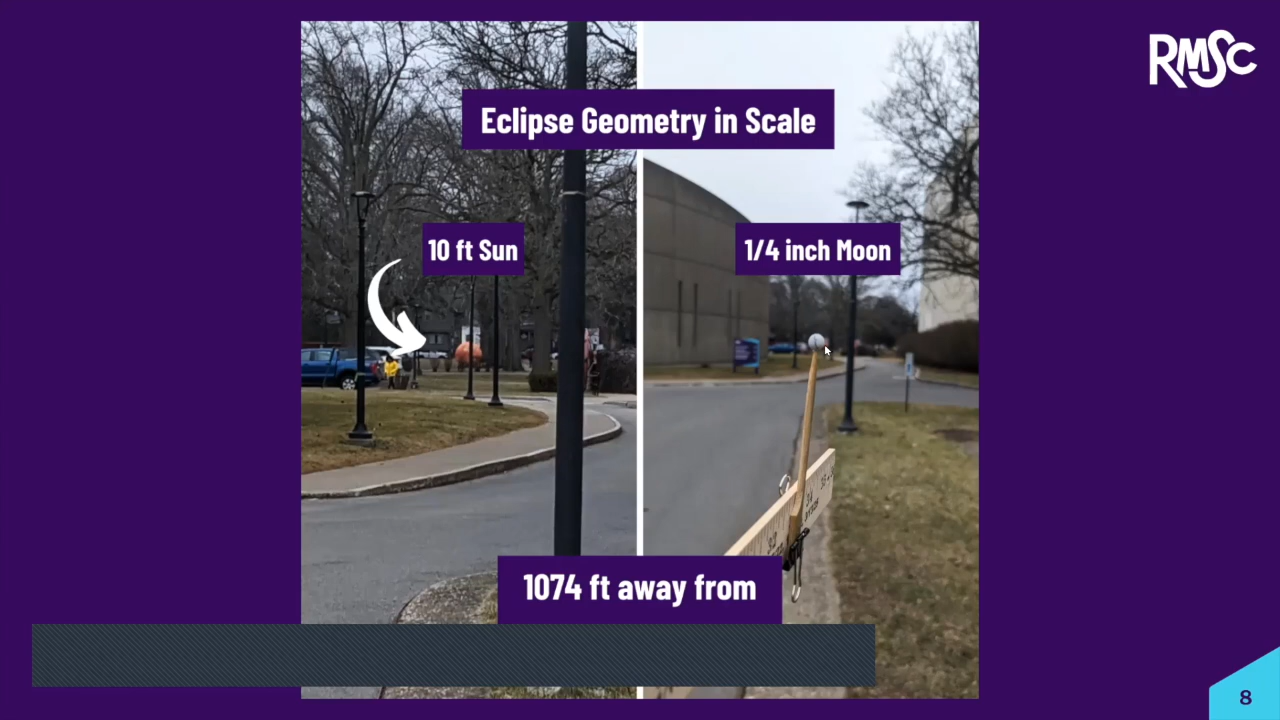 RMSC
Eclipse Geometry in Scale
10 ft Sun
1/4 inch Moon
1074 ft away from
8